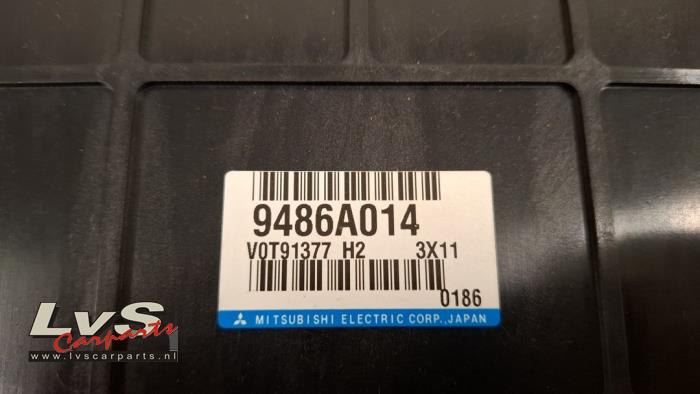 9486A014
V0T91377 H2 3X11
0186
MITSUBISHI ELECTRIC CORP., JAPAN
LvS
Carparts
www.lvscarparts.nl